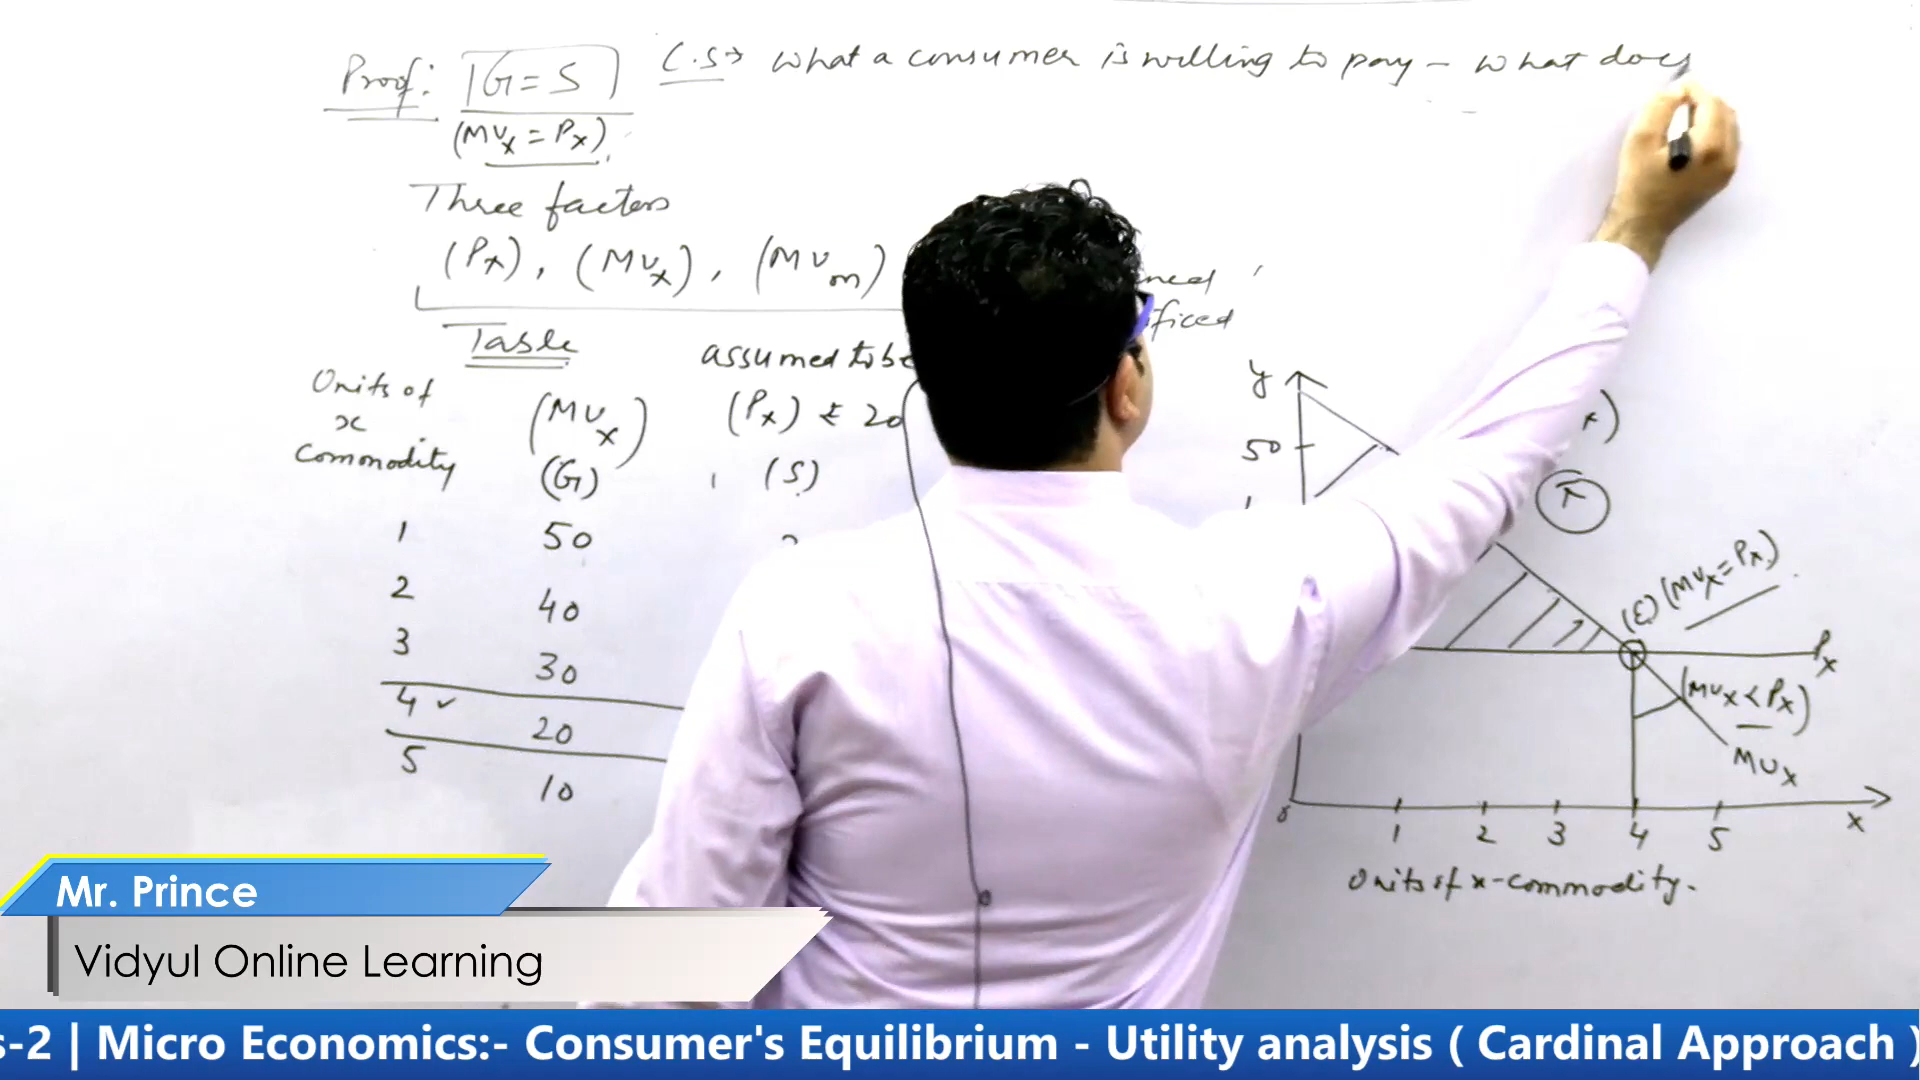 Proof: G = S
(MUx = Px)
C.S → What a consumer is willing to pay - What does
Three factors
(Px), (MUx), (MUm)
Table
assumed to be
Units of
x
Commodity
(MUx)
(G)
(Px) ₹ 20
(S)
1 50
2 40
3 30
4 ✓ 20
5 10
y
50
(E) (MUx = Px)
Px
(MUx < Px)
MUx
1 2 3 4 5 x
Units of x-commodity.
Mr. Prince
Vidyul Online Learning
s-2 | Micro Economics:- Consumer's Equilibrium - Utility analysis ( Cardinal Approach )